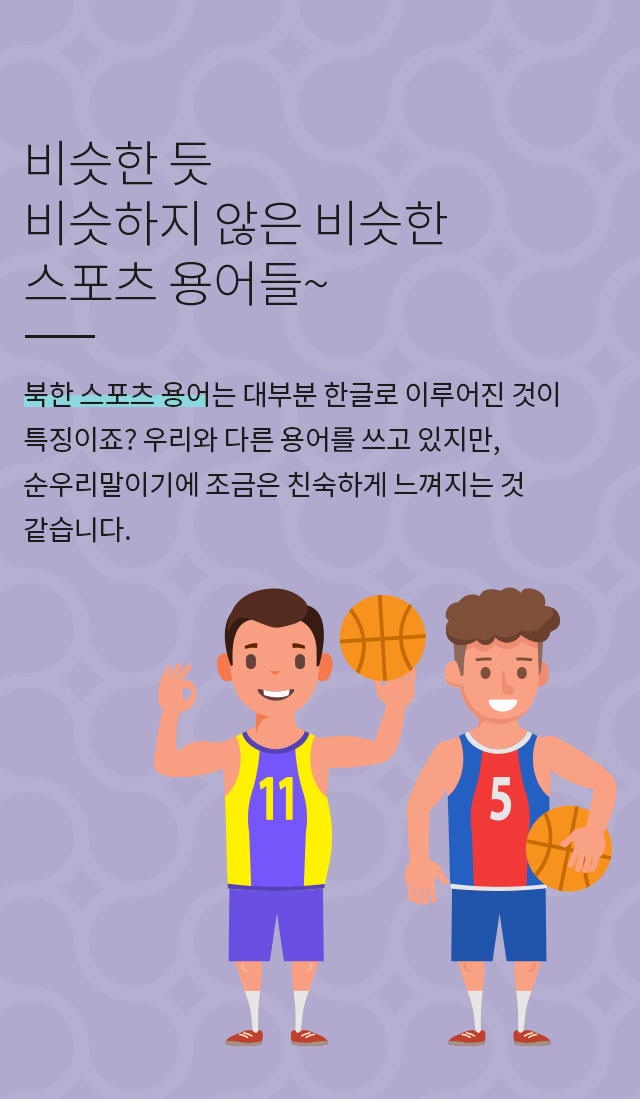 비슷한 듯
비슷하지 않은 비슷한
스포츠 용어들~
북한 스포츠 용어는 대부분 한글로 이루어진 것이
특징이죠? 우리와 다른 용어를 쓰고 있지만,
순우리말이기에 조금은 친숙하게 느껴지는 것
같습니다.
11
5